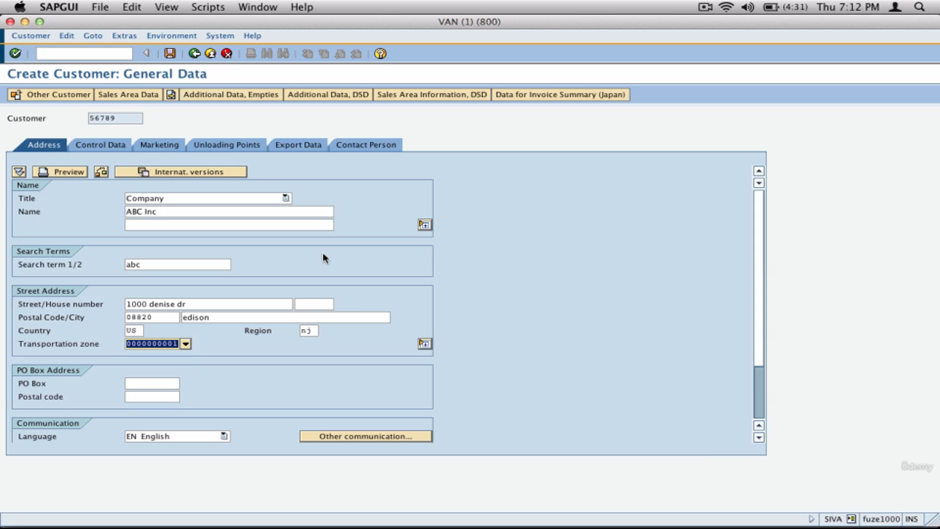 SAPGUI File Edit View Scripts Window Help (4:31) Thu 7:12 PM
VAN (1) (800)
Customer Edit Goto Extras Environment System Help
Create Customer: General Data
Other Customer Sales Area Data Additional Data, Empties Additional Data, DSD Sales Area Information, DSD Data for Invoice Summary (Japan)
Customer 56789
Address Control Data Marketing Unloading Points Export Data Contact Person
Preview Internat. versions
Name
Title Company
Name ABC Inc
Search Terms
Search term 1/2 abc
Street Address
Street/House number 1000 denise dr
Postal Code/City 08820 edison
Country US Region nj
Transportation zone 0000000001
PO Box Address
PO Box
Postal code
Communication
Language EN English Other communication...
Udemy
SIVA fuze1000 INS